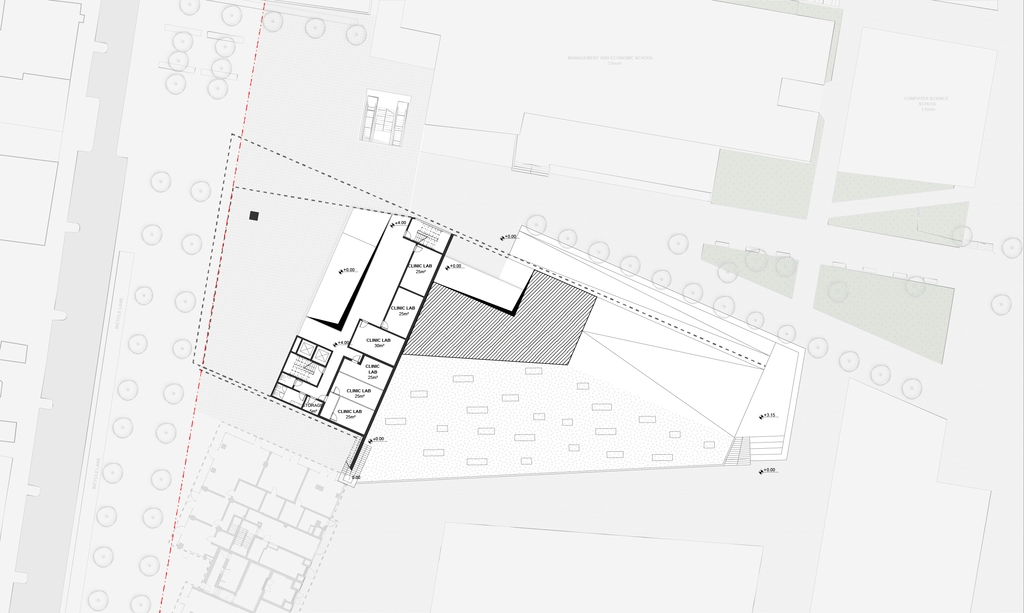 MANAGEMENT AND ECONOMIC SCHOOL
COMPUTER SCIENCE
SCHOOL
+4.00
+0.00
+0.00
CLINIC LAB
25m²
+0.00
CLINIC LAB
25m²
+4.00
CLINIC LAB
30m²
CLINIC LAB
25m²
CLINIC LAB
25m²
STORAGE
5m²
CLINIC LAB
25m²
+3.15
+0.00
+0.00
0.00